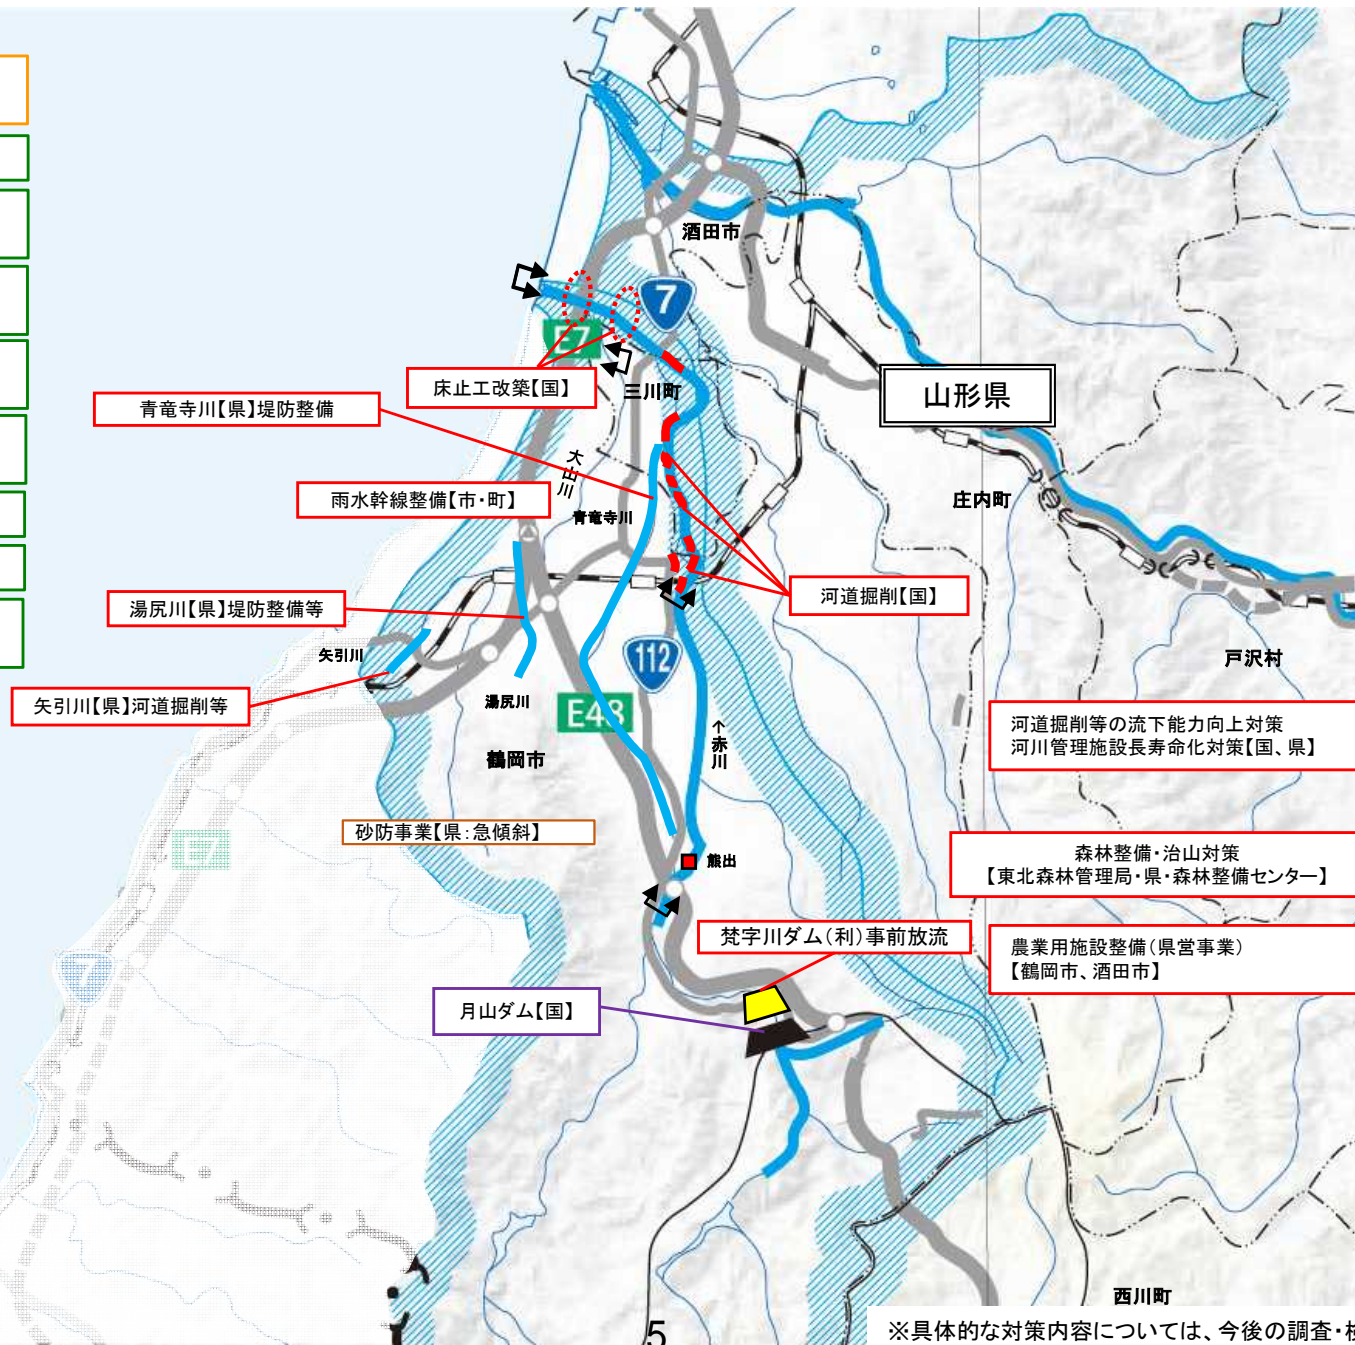 酒田市
7
E7
床止工改築【国】
三川町
山形県
青竜寺川【県】堤防整備
大山川
雨水幹線整備【市・町】
青竜寺川
庄内町
河道掘削【国】
湯尻川【県】堤防整備等
矢引川
112
戸沢村
矢引川【県】河道掘削等
湯尻川
E48
←赤川
鶴岡市
河道掘削等の流下能力向上対策
河川管理施設長寿命化対策【国、県】
砂防事業【県:急傾斜】
E7
熊出
森林整備・治山対策
【東北森林管理局・県・森林整備センター】
梵字川ダム(利)事前放流
農業用施設整備(県営事業)
【鶴岡市、酒田市】
7
月山ダム【国】
西川町
5
※具体的な対策内容については、今後の調査・検